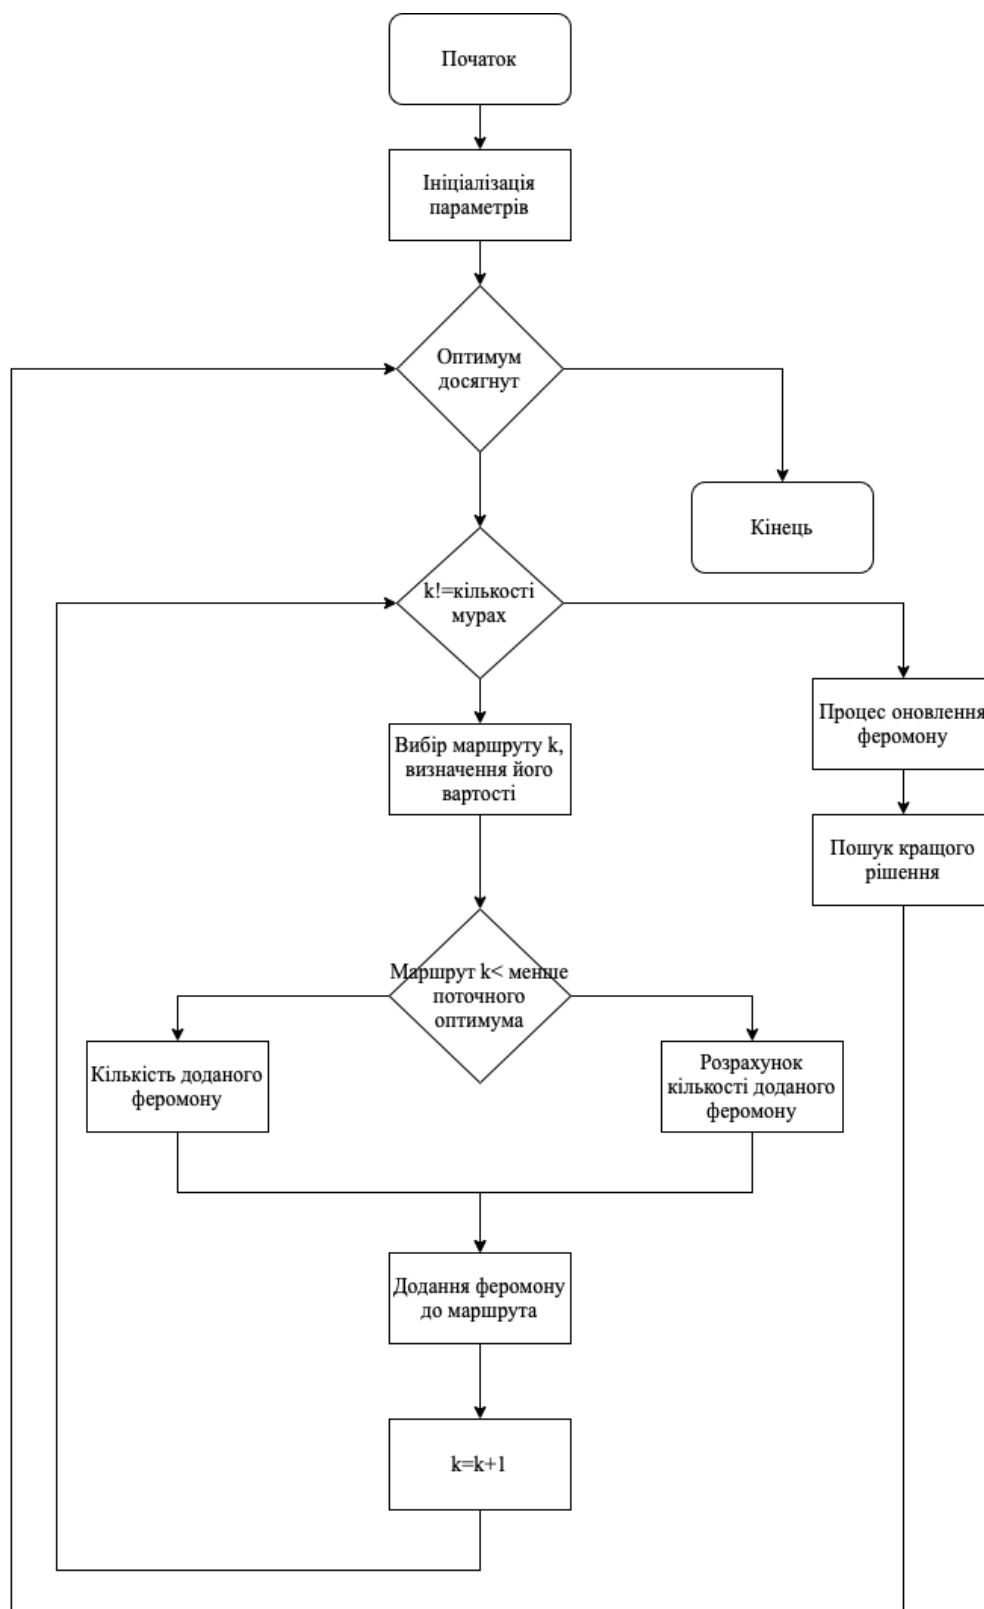 Початок
Ініціалізація
параметрів
Оптимум
досягнут
Кінець
k!=кількості
мурах
Процес оновлення
феромону
Вибір маршруту k,
визначення його
вартості
Пошук кращого
рішення
Маршрут k< менше
поточного
оптимума
Кількість доданого
феромону
Розрахунок
кількості доданого
феромону
Додання феромону
до маршрута
k=k+1